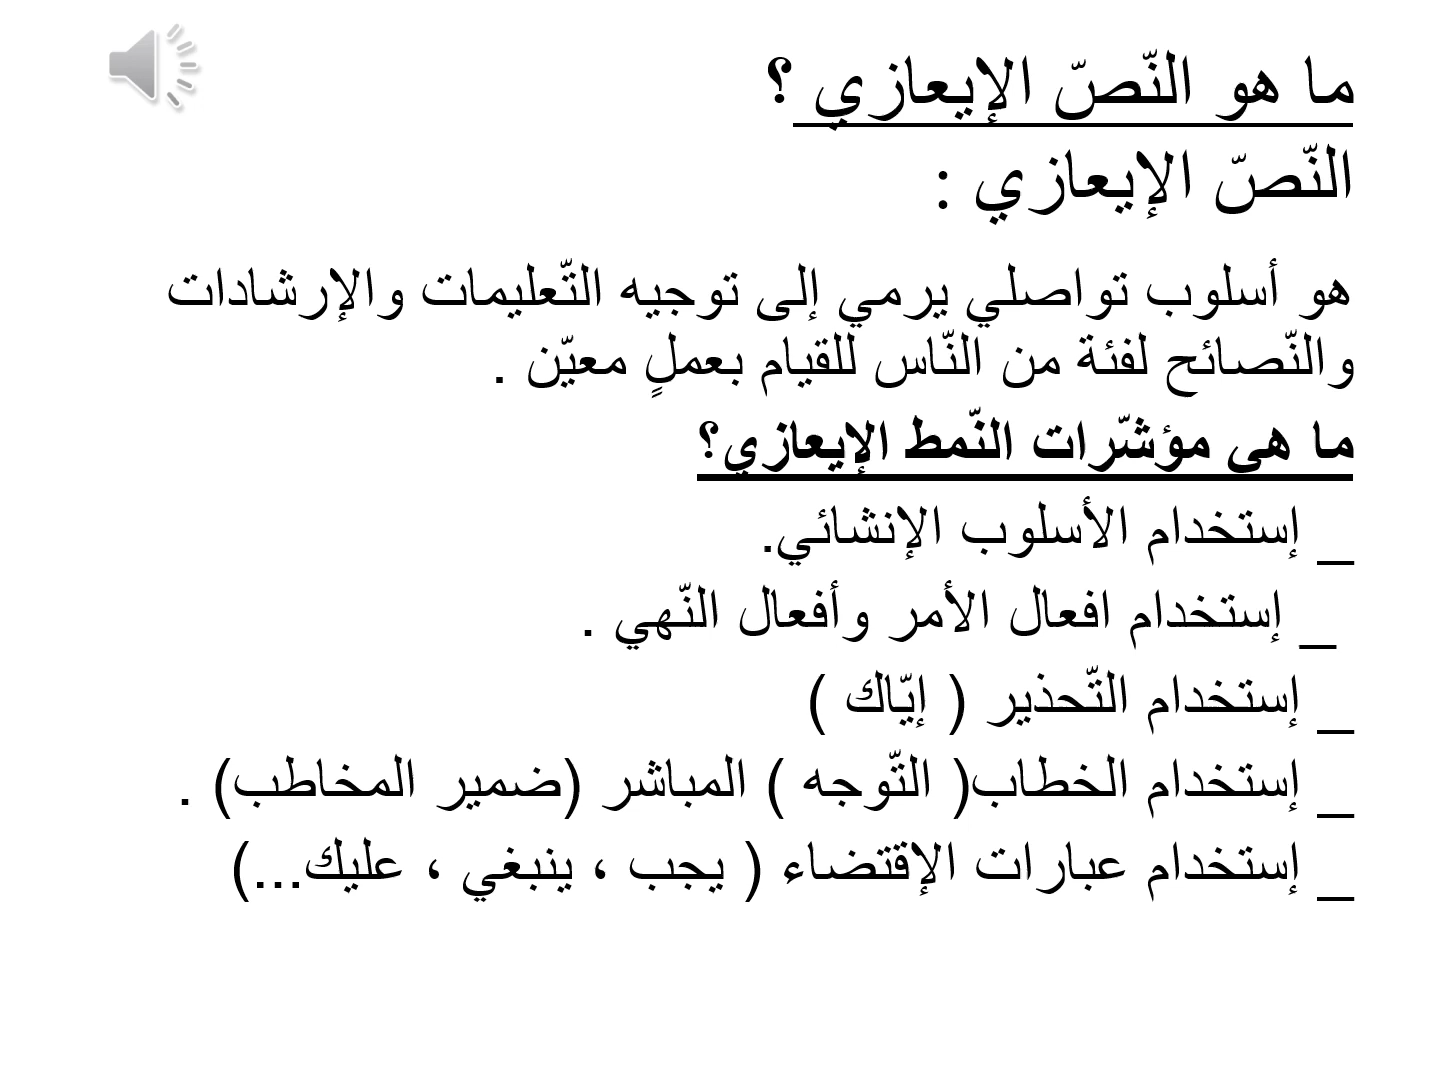 ما هو النّصّ الإيعازي ؟
النّصّ الإيعازي :
هو أسلوب تواصلي يرمي إلى توجيه التّعليمات والإرشادات
والنّصائح لفئة من النّاس للقيام بعملٍ معيّن .
ما هي مؤشّرات النّمط الإيعازي؟
_ إستخدام الأسلوب الإنشائي.
_ إستخدام افعال الأمر وأفعال النّهي .
_ إستخدام التّحذير ( إيّاك )
_ إستخدام الخطاب( التّوجه ) المباشر (ضمير المخاطب) .
_ إستخدام عبارات الإقتضاء ( يجب ، ينبغي ، عليك...)